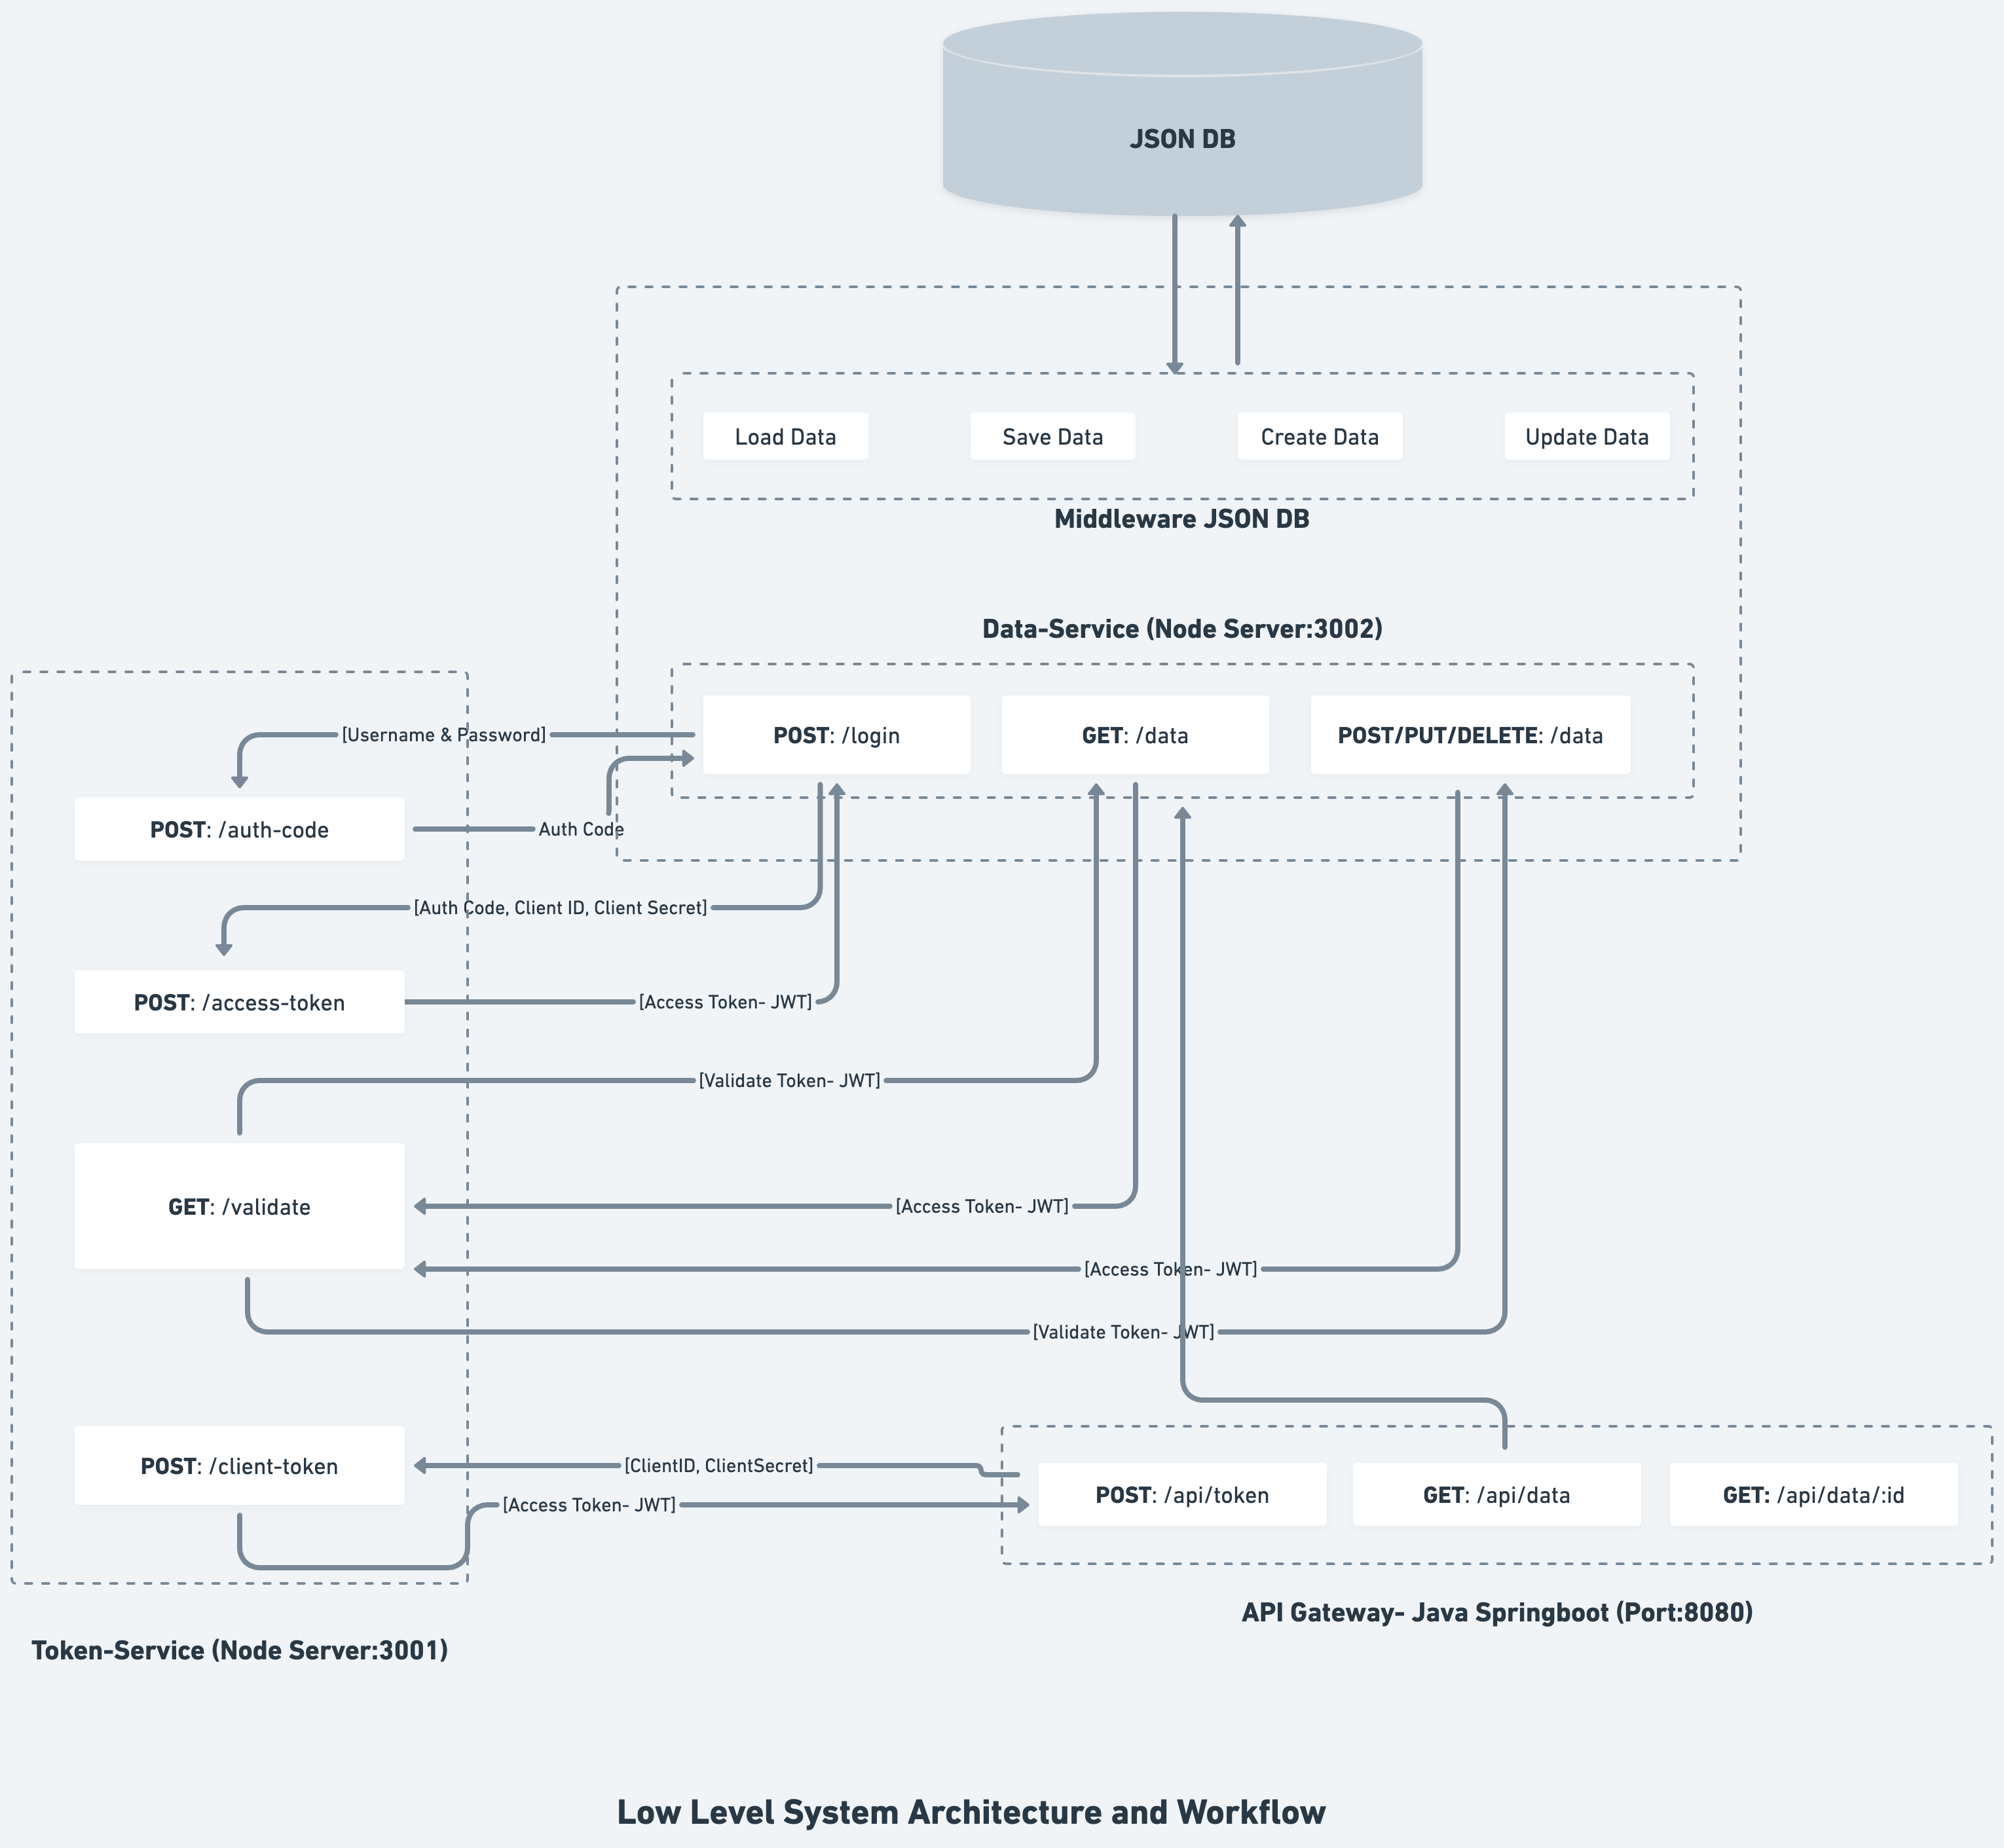 JSON DB
Load Data
Save Data
Create Data
Update Data
Middleware JSON DB
Data-Service (Node Server:3002)
POST: /login
GET: /data
POST/PUT/DELETE: /data
[Username & Password]
POST: /auth-code
Auth Code
[Auth Code, Client ID, Client Secret]
POST: /access-token
[Access Token- JWT]
[Validate Token- JWT]
GET: /validate
[Access Token- JWT]
[Access Token- JWT]
[Validate Token- JWT]
POST: /client-token
[ClientID, ClientSecret]
[Access Token- JWT]
POST: /api/token
GET: /api/data
GET: /api/data/:id
API Gateway- Java Springboot (Port:8080)
Token-Service (Node Server:3001)
Low Level System Architecture and Workflow